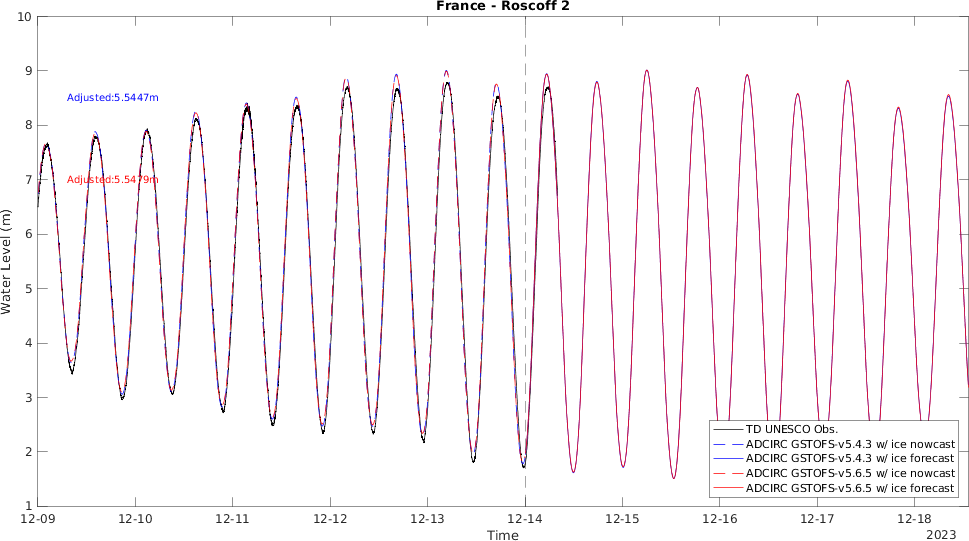 France - Roscoff 2
10
9
8
7
6
5
4
3
2
1
Water Level (m)
Adjusted:5.5447m
Adjusted:5.5479m
TD UNESCO Obs.
ADCIRC GSTOFS-v5.4.3 w/ ice nowcast
ADCIRC GSTOFS-v5.4.3 w/ ice forecast
ADCIRC GSTOFS-v5.6.5 w/ ice nowcast
ADCIRC GSTOFS-v5.6.5 w/ ice forecast
12-09 12-10 12-11 12-12 12-13 12-14 12-15 12-16 12-17 12-18
Time
2023